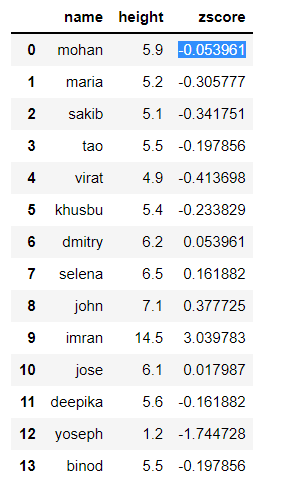 name height zscore
0 mohan 5.9 -0.053961
1 maria 5.2 -0.305777
2 sakib 5.1 -0.341751
3 tao 5.5 -0.197856
4 virat 4.9 -0.413698
5 khusbu 5.4 -0.233829
6 dmitry 6.2 0.053961
7 selena 6.5 0.161882
8 john 7.1 0.377725
9 imran 14.5 3.039783
10 jose 6.1 0.017987
11 deepika 5.6 -0.161882
12 yoseph 1.2 -1.744728
13 binod 5.5 -0.197856